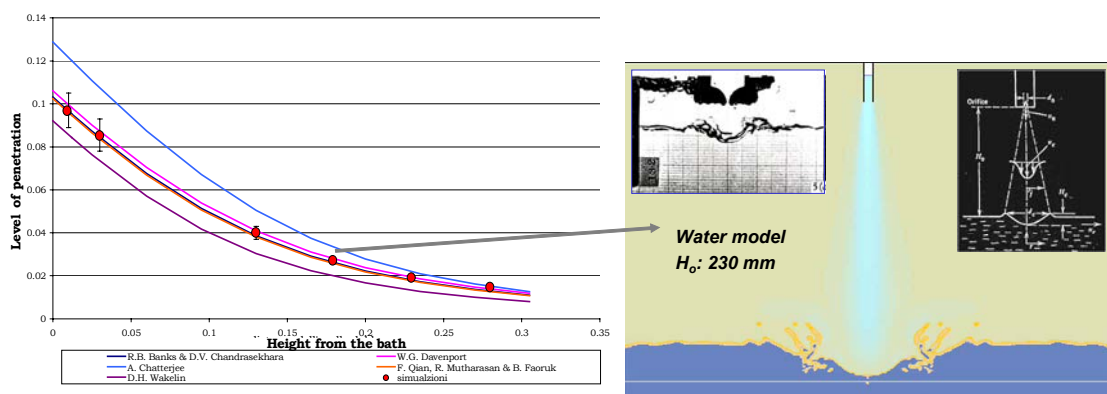 0.14
0.12
0.1
0.08
0.06
0.04
0.02
0
Level of penetration
0 0.05 0.1 0.15 0.2 0.25 0.3 0.35
Height from the bath
R.B. Banks & D.V. Chandrasekhara
W.G. Davenport
A. Chatterjee
F. Qian, R. Mutharasan & B. Faoruk
D.H. Wakelin
simualzioni
Water model
Ho: 230 mm
Orifice